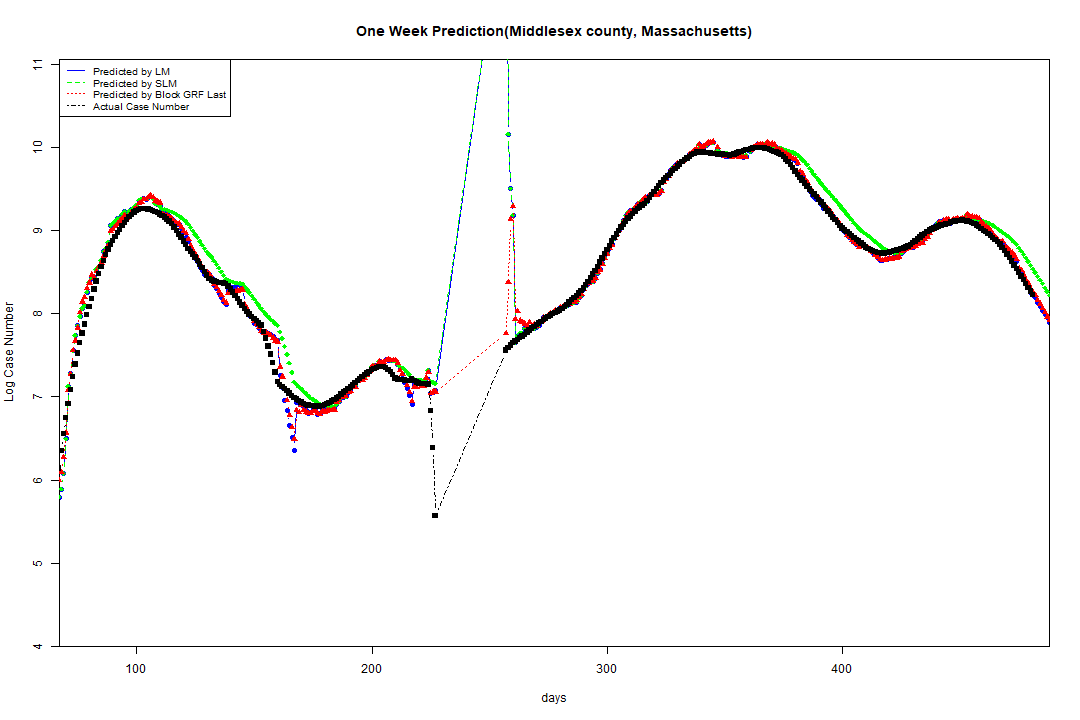 One Week Prediction(Middlesex county, Massachusetts)
Predicted by LM
Predicted by SLM
Predicted by Block GRF Last
Actual Case Number
11
10
9
8
7
6
5
4
Log Case Number
100 200 300 400
days